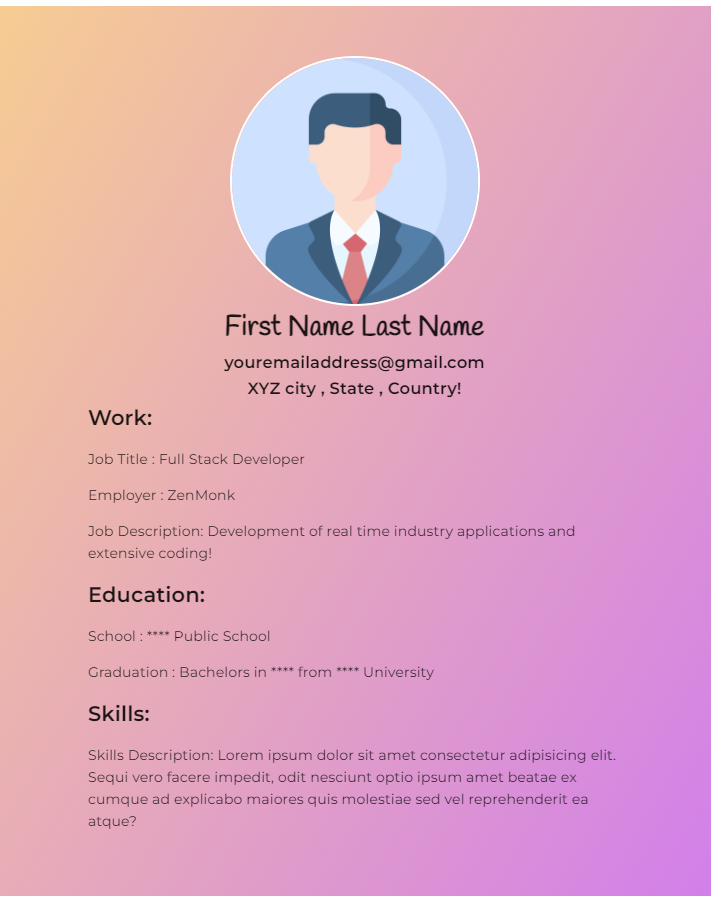 First Name Last Name
youremailaddress@gmail.com
XYZ city , State , Country!
Work:
Job Title : Full Stack Developer
Employer : ZenMonk
Job Description: Development of real time industry applications and
extensive coding!
Education:
School : **** Public School
Graduation : Bachelors in **** from **** University
Skills:
Skills Description: Lorem ipsum dolor sit amet consectetur adipisicing elit.
Sequi vero facere impedit, odit nesciunt optio ipsum amet beatae ex
cumque ad explicabo maiores quis molestiae sed vel reprehenderit ea
atque?